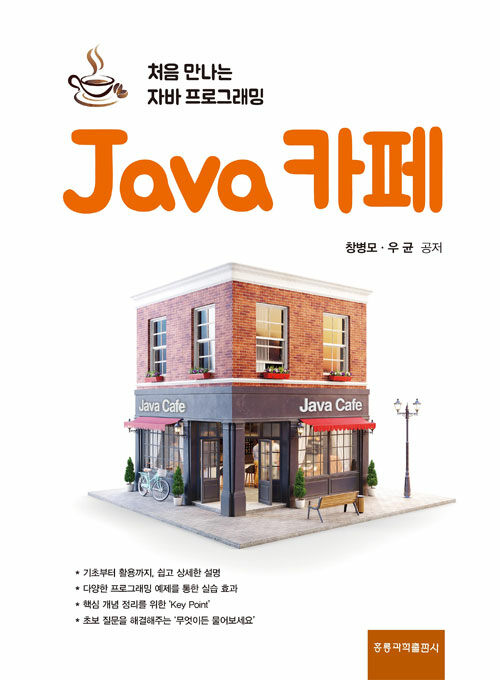 처음 만나는
자바 프로그래밍
Java 카페
창병모 · 우 균 공저
Java Cafe
Java Cafe
* 기초부터 활용까지, 쉽고 상세한 설명
* 다양한 프로그래밍 예제를 통한 실습 효과
* 핵심 개념 정리를 위한 'Key Point'
* 초보 질문을 해결해주는 '무엇이든 물어보세요'
홍릉과학출판사